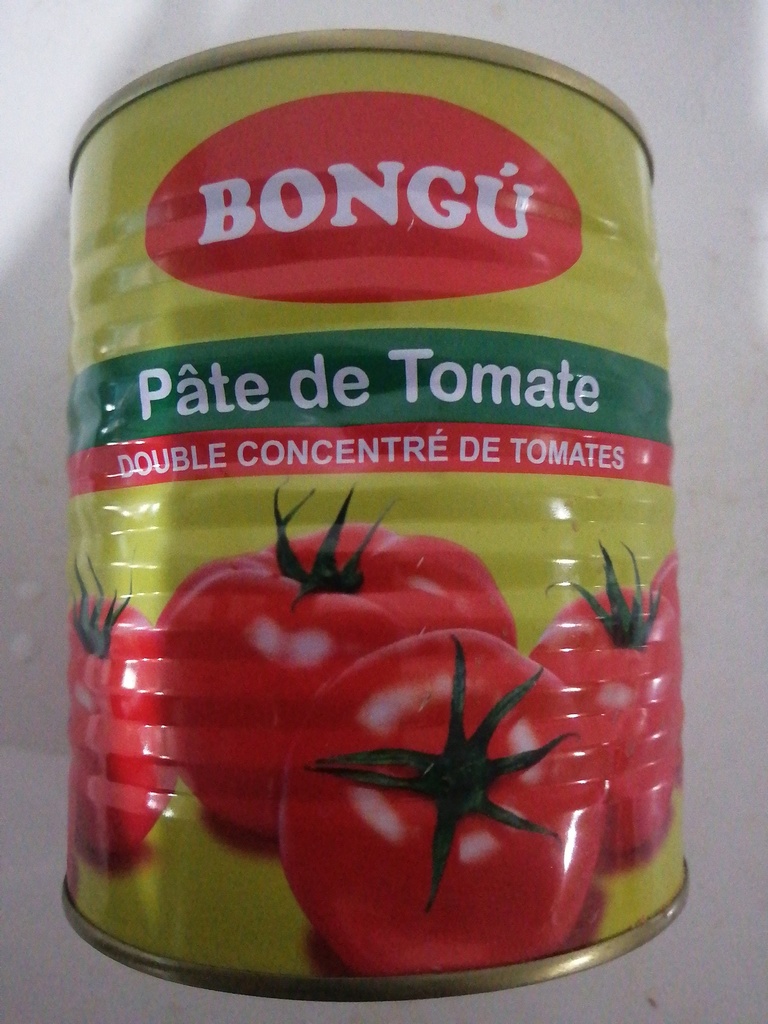 BONGÚ
Pâte de Tomate
DOUBLE CONCENTRÉ DE TOMATES